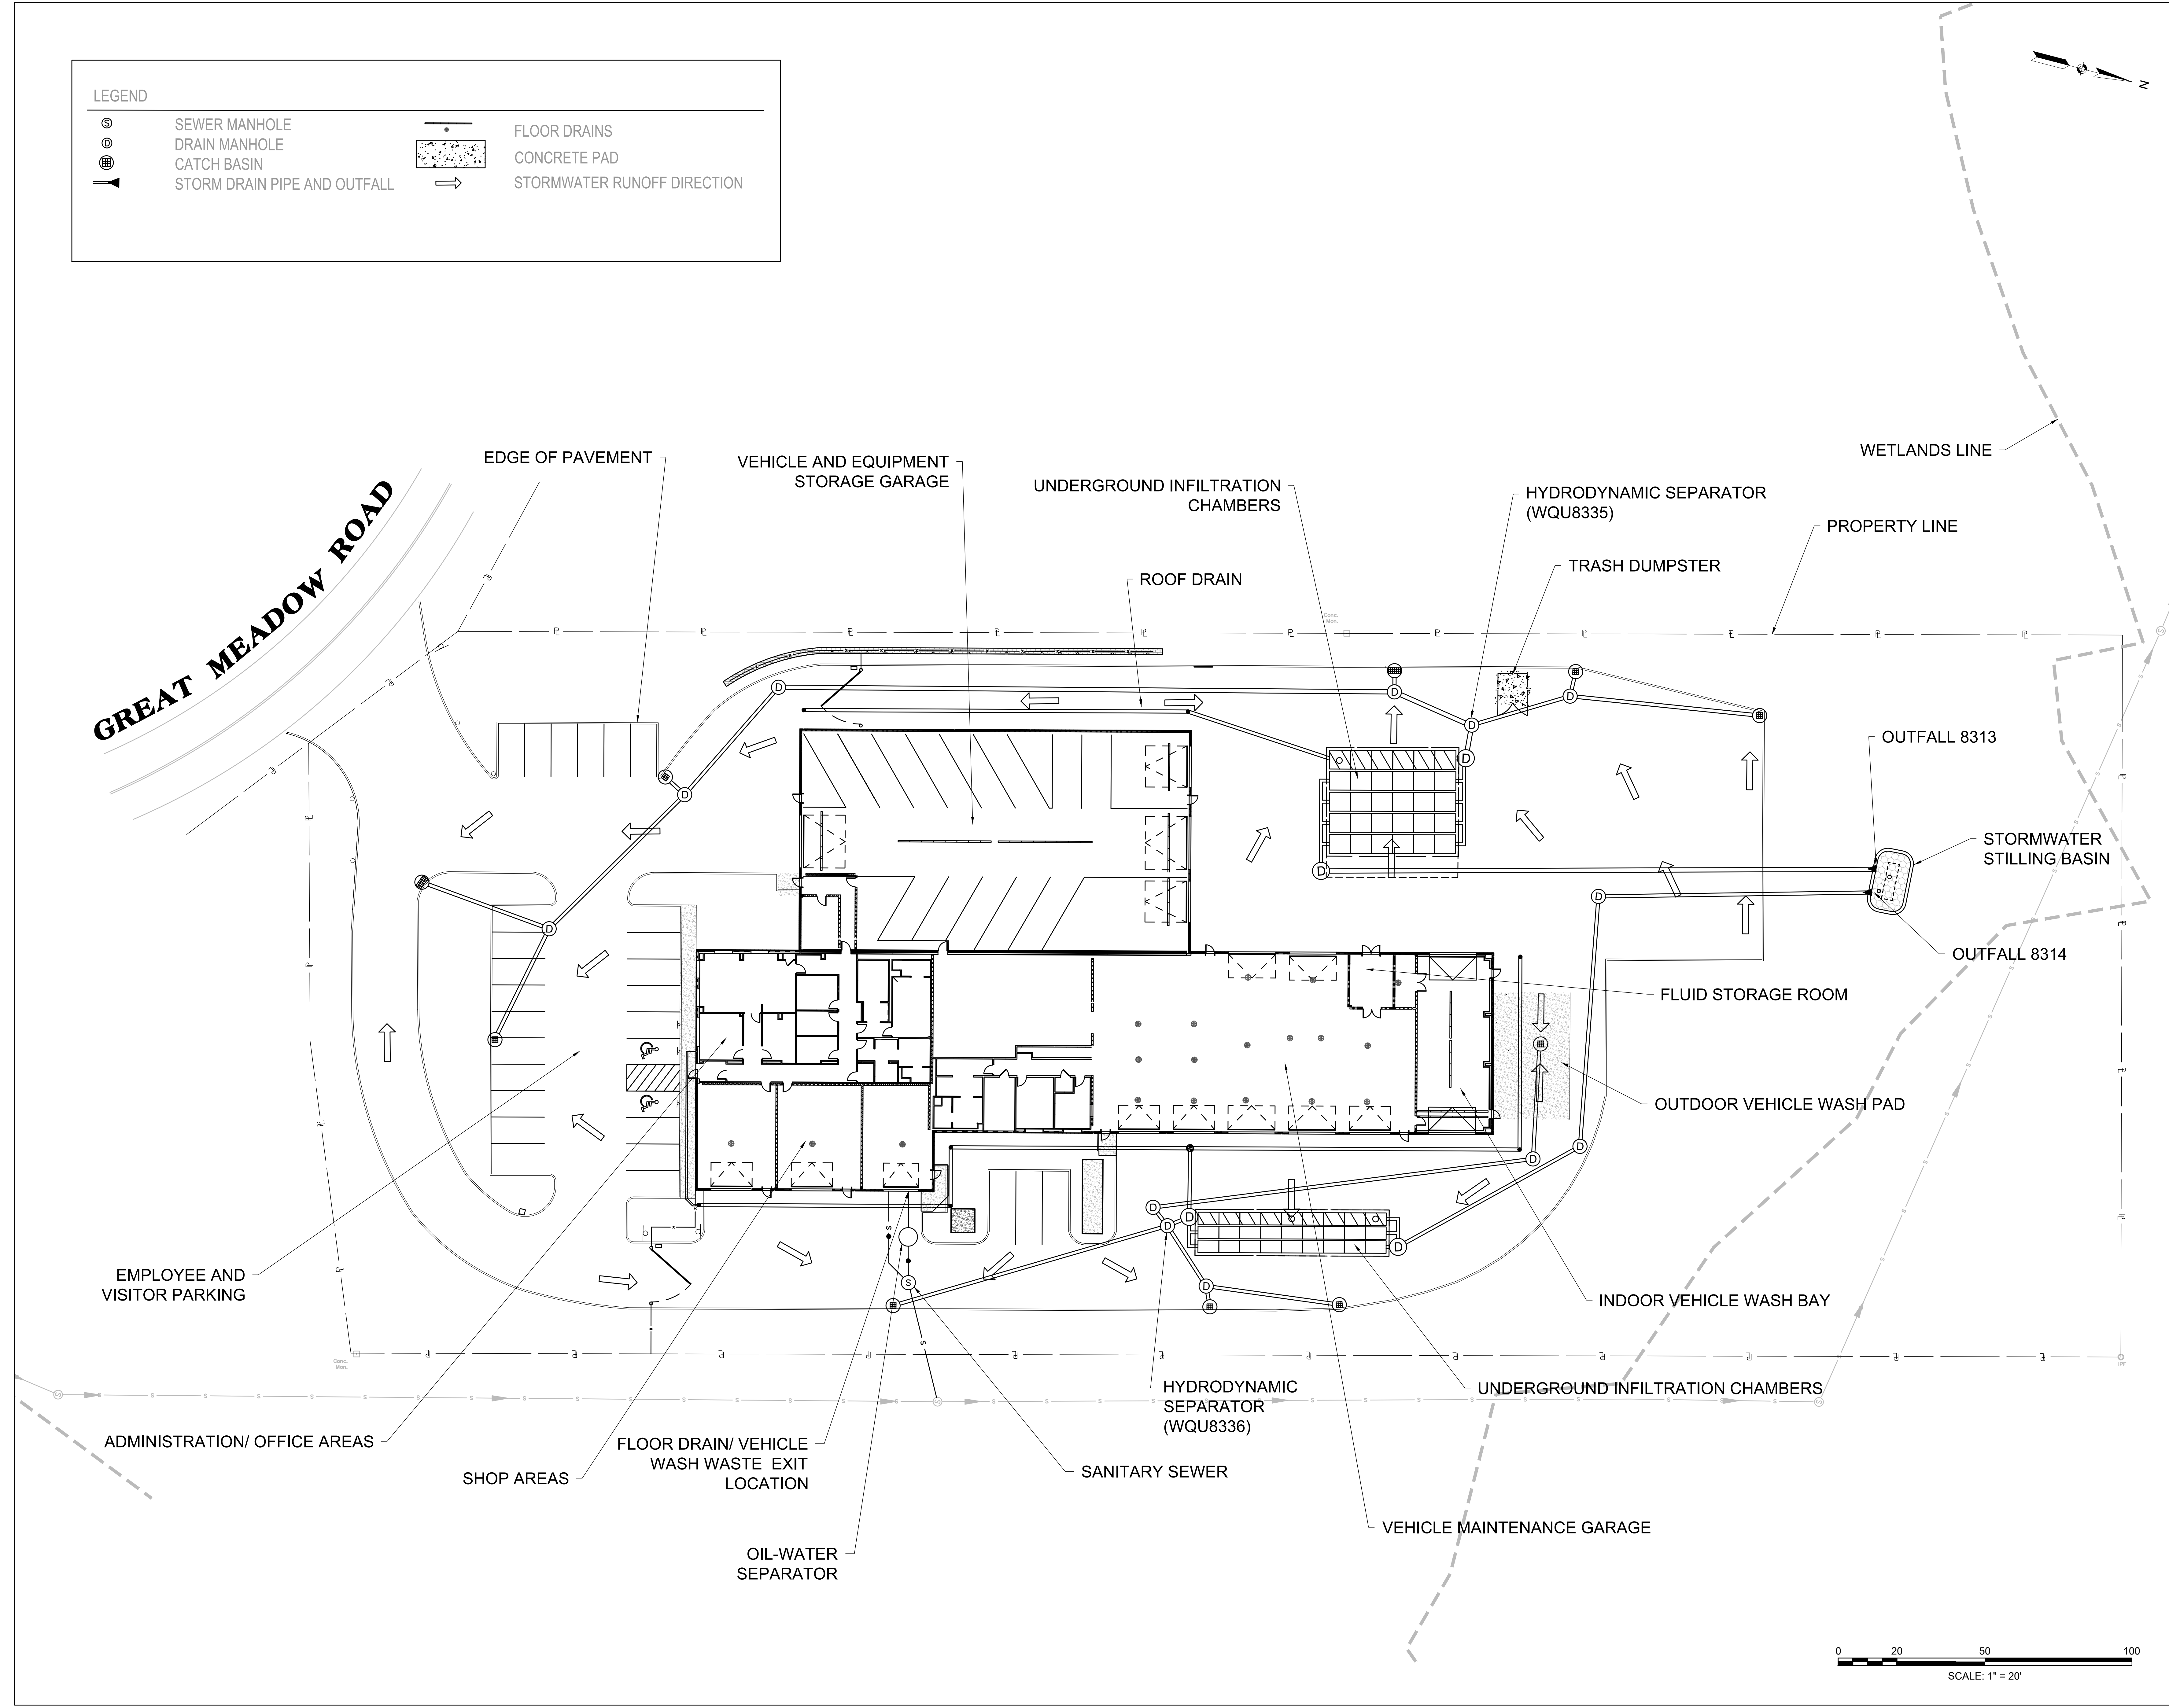 LEGEND
SEWER MANHOLE
DRAIN MANHOLE
CATCH BASIN
STORM DRAIN PIPE AND OUTFALL
FLOOR DRAINS
CONCRETE PAD
STORMWATER RUNOFF DIRECTION
N
GREAT MEADOW ROAD
EDGE OF PAVEMENT
VEHICLE AND EQUIPMENT
STORAGE GARAGE
UNDERGROUND INFILTRATION
CHAMBERS
HYDRODYNAMIC SEPARATOR
(WQU8335)
WETLANDS LINE
PROPERTY LINE
TRASH DUMPSTER
ROOF DRAIN
Conc.
Mon.
OUTFALL 8313
STORMWATER
STILLING BASIN
OUTFALL 8314
FLUID STORAGE ROOM
OUTDOOR VEHICLE WASH PAD
INDOOR VEHICLE WASH BAY
EMPLOYEE AND
VISITOR PARKING
Conc.
Mon.
IPF
UNDERGROUND INFILTRATION CHAMBERS
HYDRODYNAMIC
SEPARATOR
(WQU8336)
ADMINISTRATION/ OFFICE AREAS
SHOP AREAS
FLOOR DRAIN/ VEHICLE
WASH WASTE EXIT
LOCATION
SANITARY SEWER
VEHICLE MAINTENANCE GARAGE
OIL-WATER
SEPARATOR
0 20 50 100
SCALE: 1" = 20'